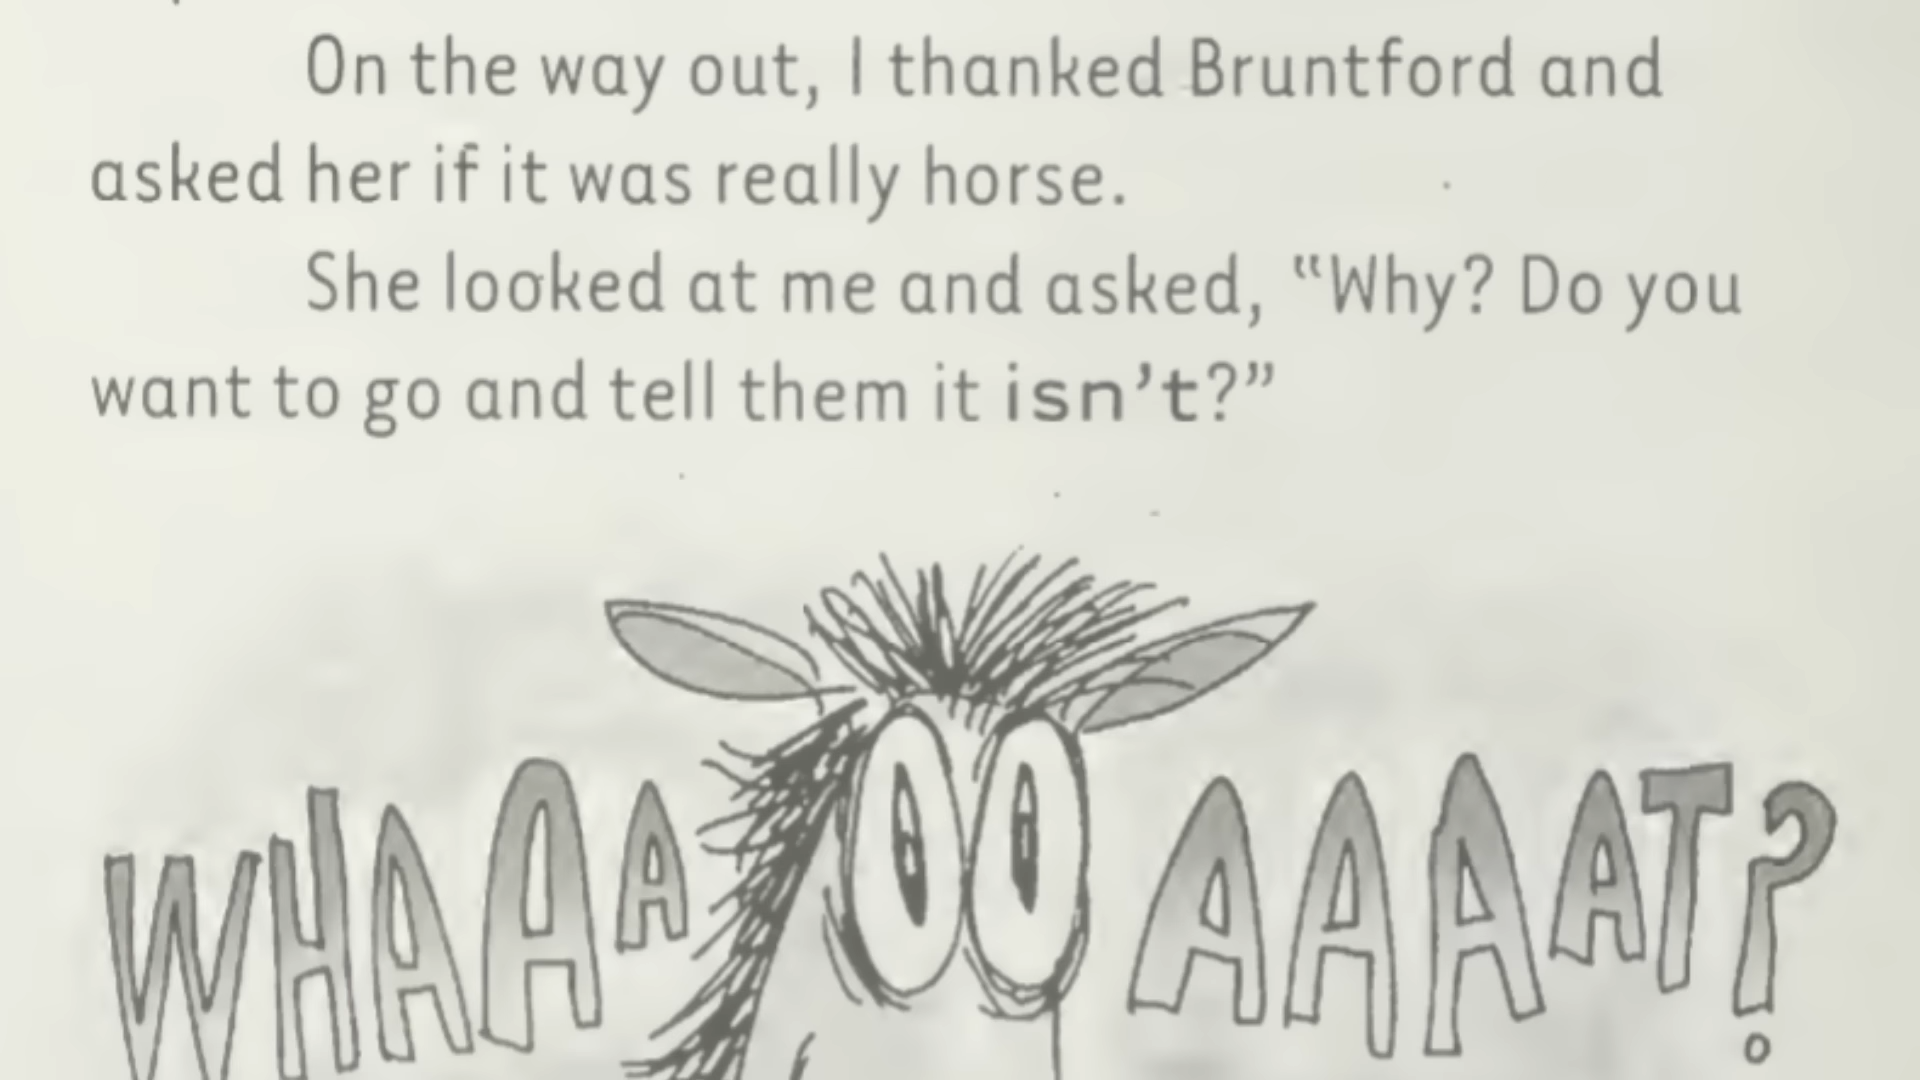 On the way out, I thanked Bruntford and
asked her if it was really horse.
She looked at me and asked, “Why? Do you
want to go and tell them it isn’t?”
WHAAA AAAAT?